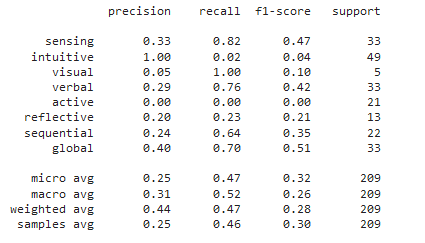 precision recall f1-score support
sensing 0.33 0.82 0.47 33
intuitive 1.00 0.02 0.04 49
visual 0.05 1.00 0.10 5
verbal 0.29 0.76 0.42 33
active 0.00 0.00 0.00 21
reflective 0.20 0.23 0.21 13
sequential 0.24 0.64 0.35 22
global 0.40 0.70 0.51 33
micro avg 0.25 0.47 0.32 209
macro avg 0.31 0.52 0.26 209
weighted avg 0.44 0.47 0.28 209
samples avg 0.25 0.46 0.30 209